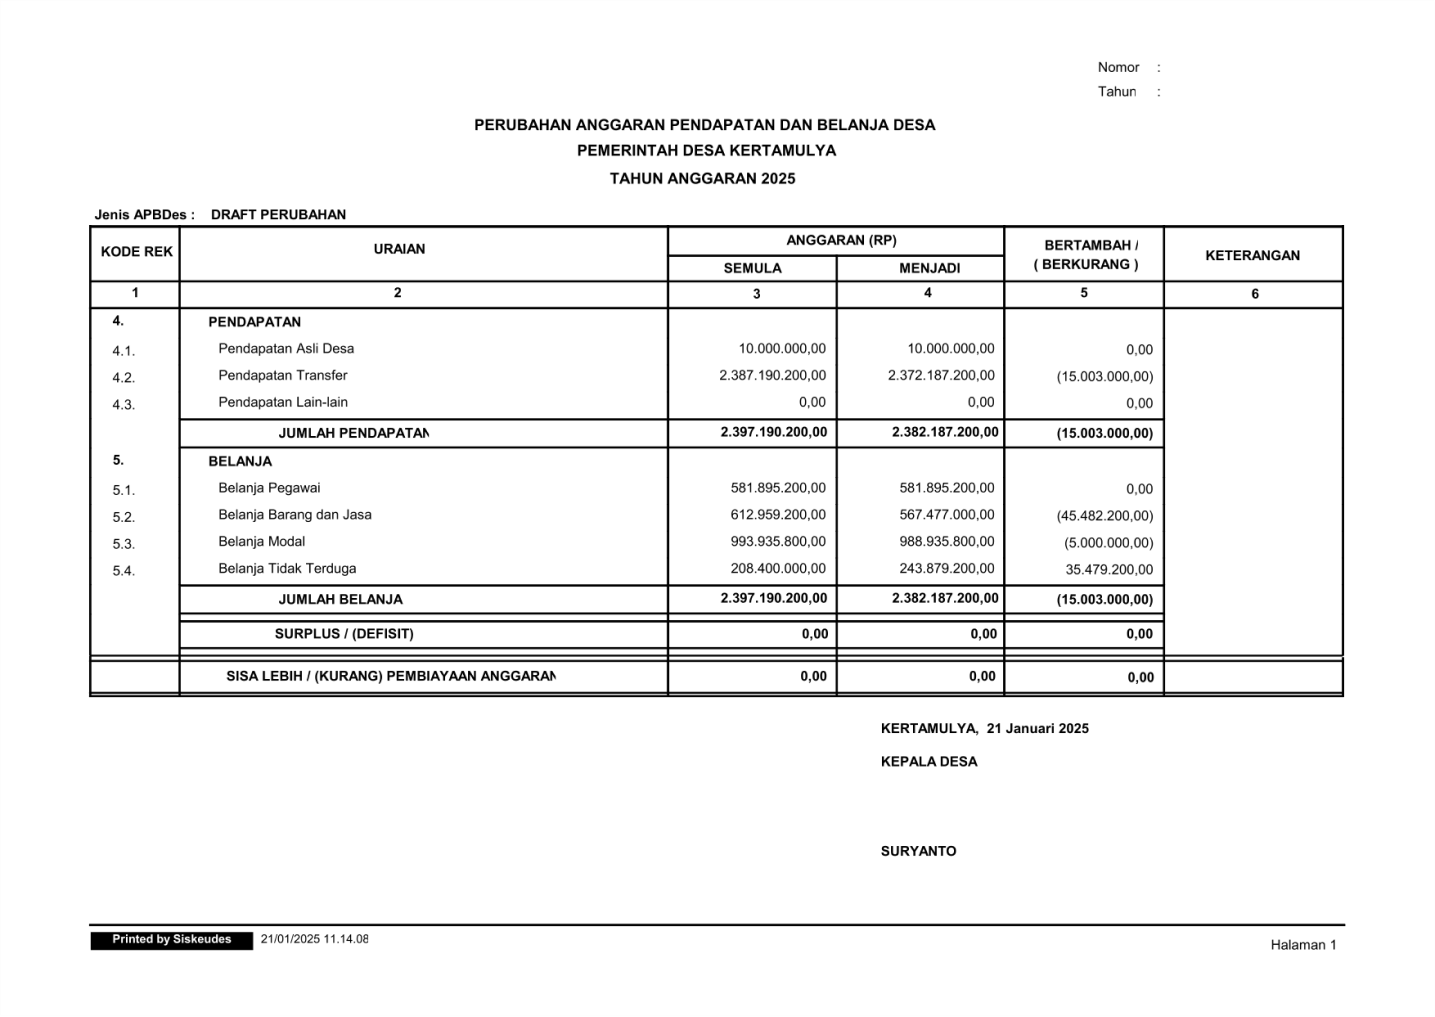 Nomor :
Tahun :
PERUBAHAN ANGGARAN PENDAPATAN DAN BELANJA DESA
PEMERINTAH DESA KERTAMULYA
TAHUN ANGGARAN 2025
Jenis APBDes : DRAFT PERUBAHAN
KODE REK URAIAN ANGGARAN (RP) BERTAMBAH / ( BERKURANG ) KETERANGAN
SEMULA MENJADI
1 2 3 4 5 6
4. PENDAPATAN
4.1. Pendapatan Asli Desa 10.000.000,00 10.000.000,00 0,00
4.2. Pendapatan Transfer 2.387.190.200,00 2.372.187.200,00 (15.003.000,00)
4.3. Pendapatan Lain-lain 0,00 0,00 0,00
JUMLAH PENDAPATAN 2.397.190.200,00 2.382.187.200,00 (15.003.000,00)
5. BELANJA
5.1. Belanja Pegawai 581.895.200,00 581.895.200,00 0,00
5.2. Belanja Barang dan Jasa 612.959.200,00 567.477.000,00 (45.482.200,00)
5.3. Belanja Modal 993.935.800,00 988.935.800,00 (5.000.000,00)
5.4. Belanja Tidak Terduga 208.400.000,00 243.879.200,00 35.479.200,00
JUMLAH BELANJA 2.397.190.200,00 2.382.187.200,00 (15.003.000,00)
SURPLUS / (DEFISIT) 0,00 0,00 0,00
SISA LEBIH / (KURANG) PEMBIAYAAN ANGGARAN 0,00 0,00 0,00
KERTAMULYA, 21 Januari 2025
KEPALA DESA
SURYANTO
Printed by Siskeudes 21/01/2025 11.14.08
Halaman 1